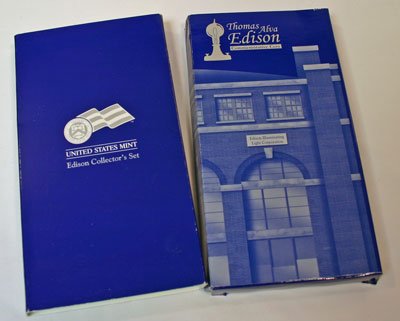 UNITED STATES MINT
Edison Collector's Set
Thomas
Alva
Edison
Commemorative Coin
Edison Illuminating
Light Corporation